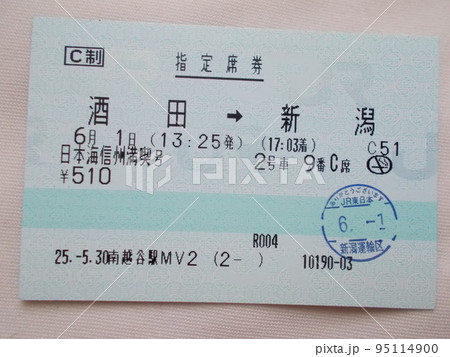 C制
指定席券
酒田 → 新潟
6月 1日 (13:25発) (17:03着) C51
日本海信州満喫号 2号車 9番C席
¥510
ありがとうございます
JR東日本
6.-1
新潟運輸区
R004
25.-5.30南越谷駅MV2 (2- ) 10190-03
PIXTA
pixta.jp - 95114900